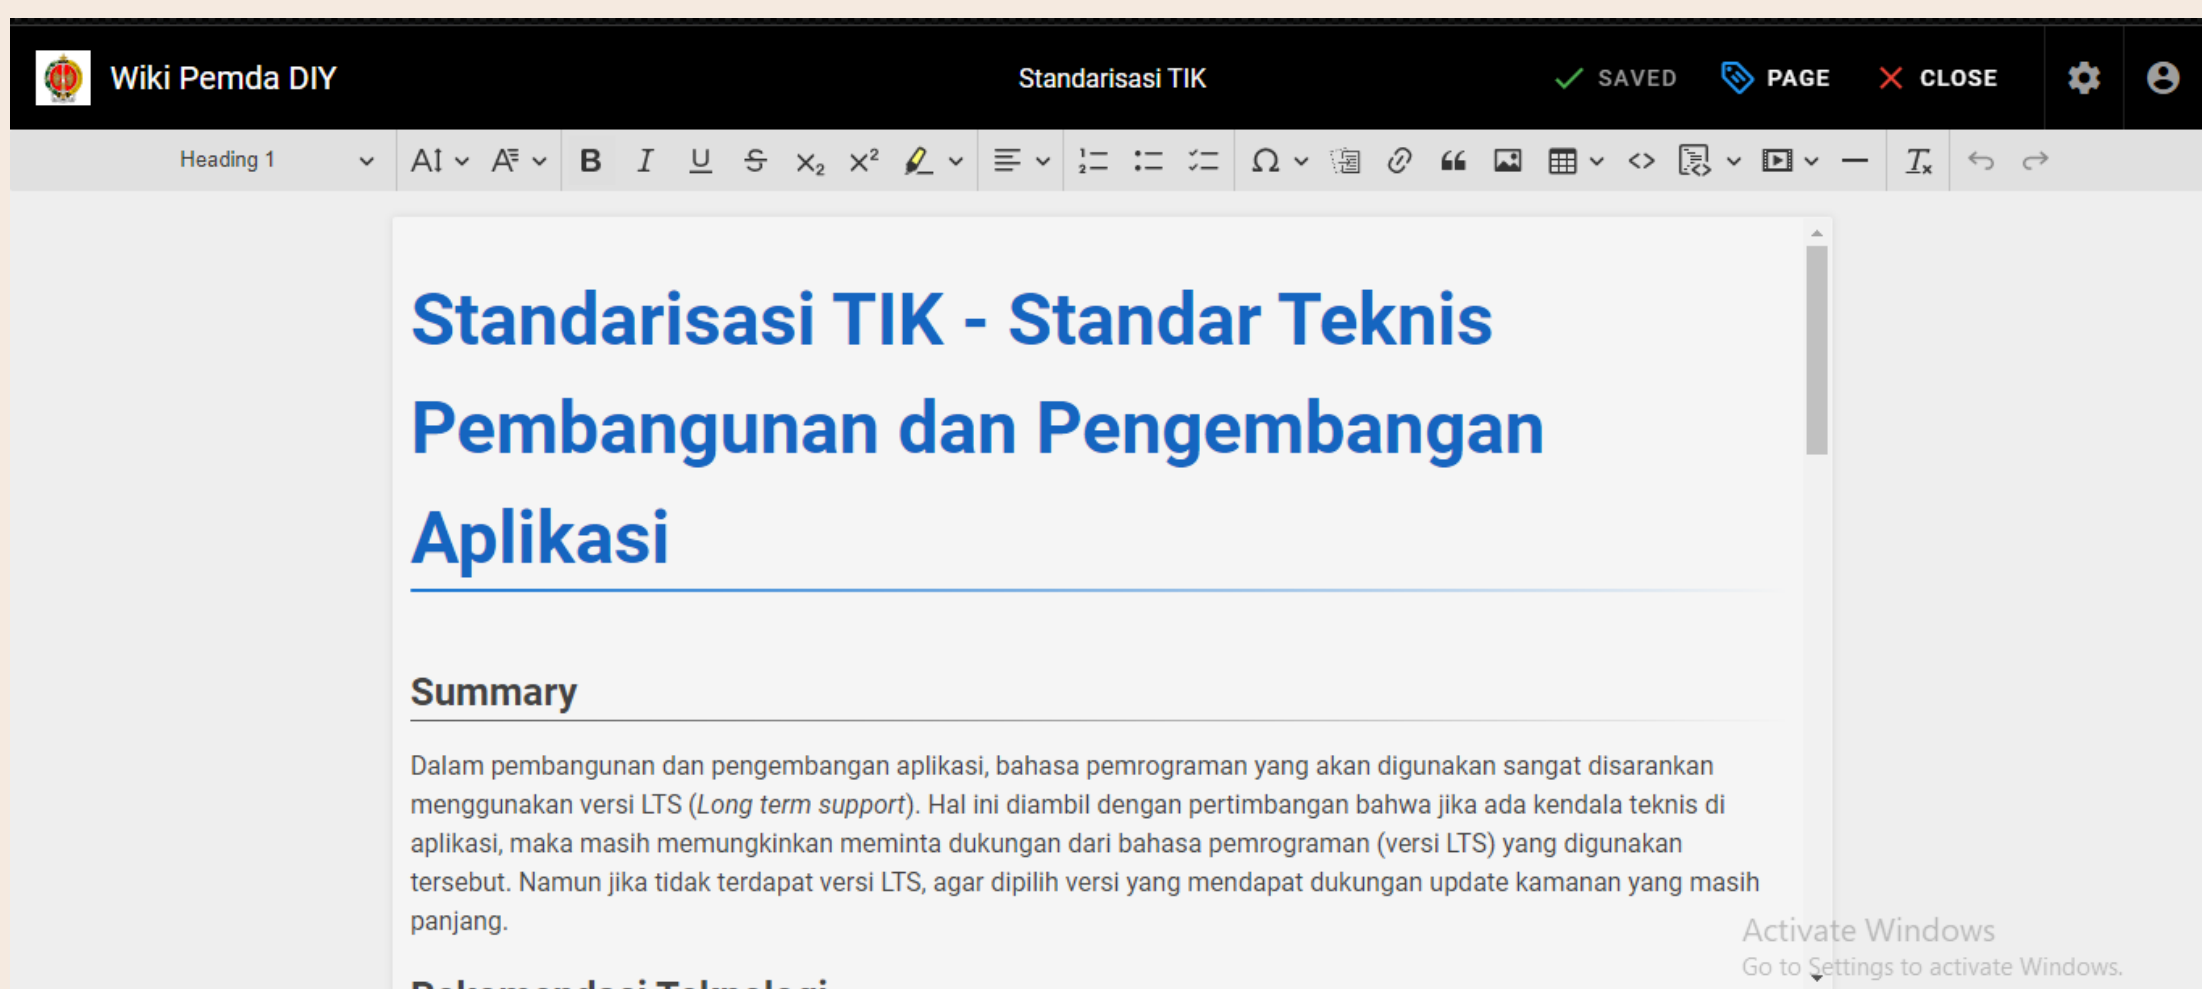 Wiki Pemda DIY
Standarisasi TIK
SAVED
PAGE
CLOSE
Heading 1
Standarisasi TIK - Standar Teknis
Pembangunan dan Pengembangan
Aplikasi
Summary
Dalam pembangunan dan pengembangan aplikasi, bahasa pemrograman yang akan digunakan sangat disarankan
menggunakan versi LTS (Long term support). Hal ini diambil dengan pertimbangan bahwa jika ada kendala teknis di
aplikasi, maka masih memungkinkan meminta dukungan dari bahasa pemrograman (versi LTS) yang digunakan
tersebut. Namun jika tidak terdapat versi LTS, agar dipilih versi yang mendapat dukungan update kamanan yang masih
panjang.
Rekomendasi Teknologi
Activate Windows
Go to Settings to activate Windows.